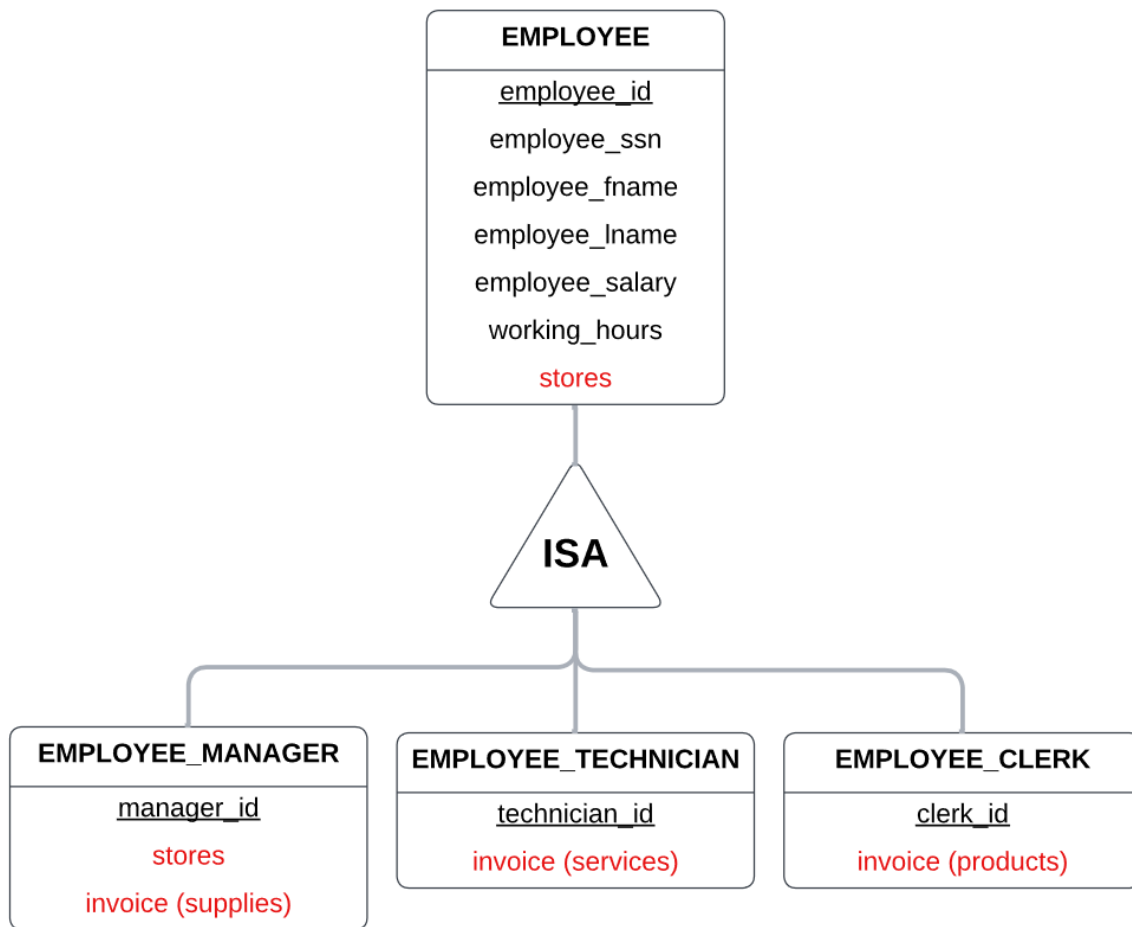 EMPLOYEE
employee_id
employee_ssn
employee_fname
employee_lname
employee_salary
working_hours
stores
ISA
EMPLOYEE_MANAGER
manager_id
stores
invoice (supplies)
EMPLOYEE_TECHNICIAN
technician_id
invoice (services)
EMPLOYEE_CLERK
clerk_id
invoice (products)